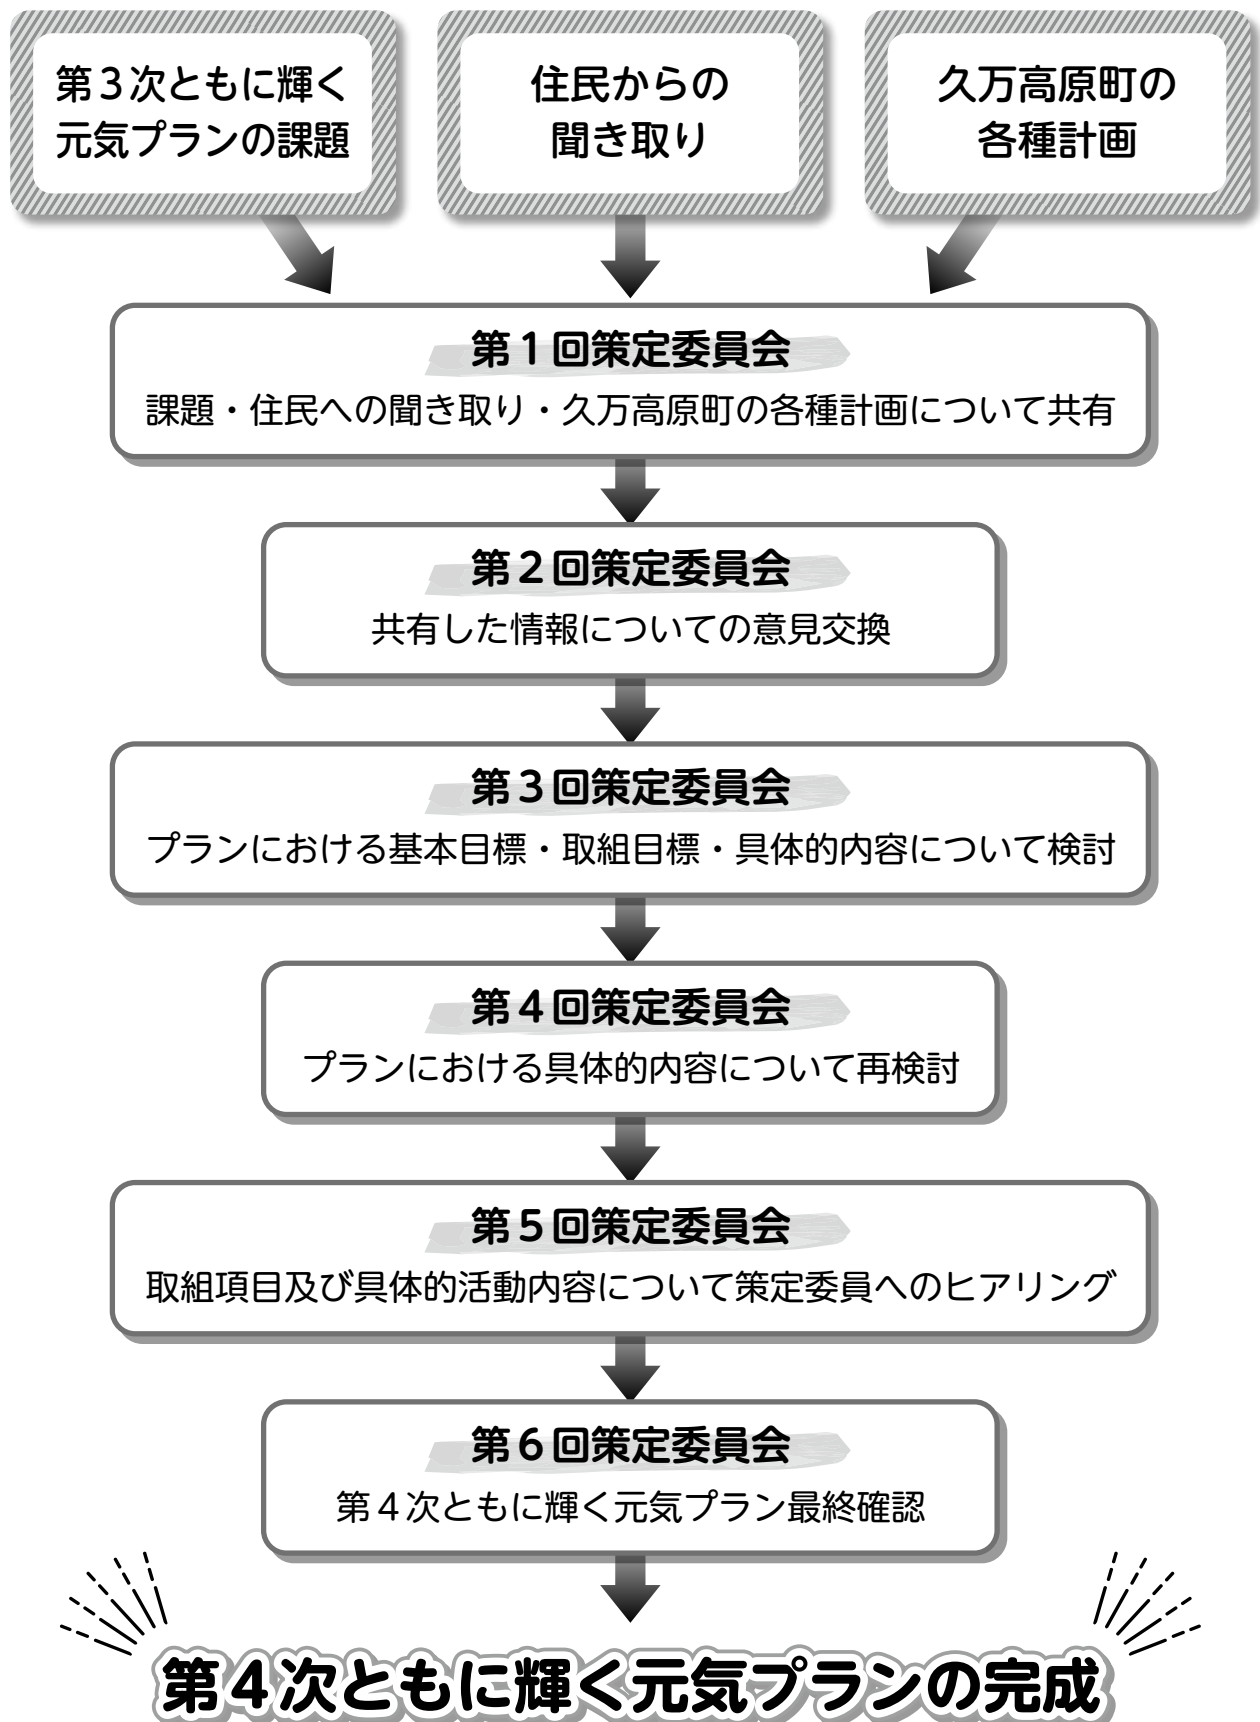 第３次ともに輝く
元気プランの課題
住民からの
聞き取り
久万高原町の
各種計画
第１回策定委員会
課題・住民への聞き取り・久万高原町の各種計画について共有
第２回策定委員会
共有した情報についての意見交換
第３回策定委員会
プランにおける基本目標・取組目標・具体的内容について検討
第４回策定委員会
プランにおける具体的内容について再検討
第５回策定委員会
取組項目及び具体的活動内容について策定委員へのヒアリング
第６回策定委員会
第４次ともに輝く元気プラン最終確認
第４次ともに輝く元気プランの完成